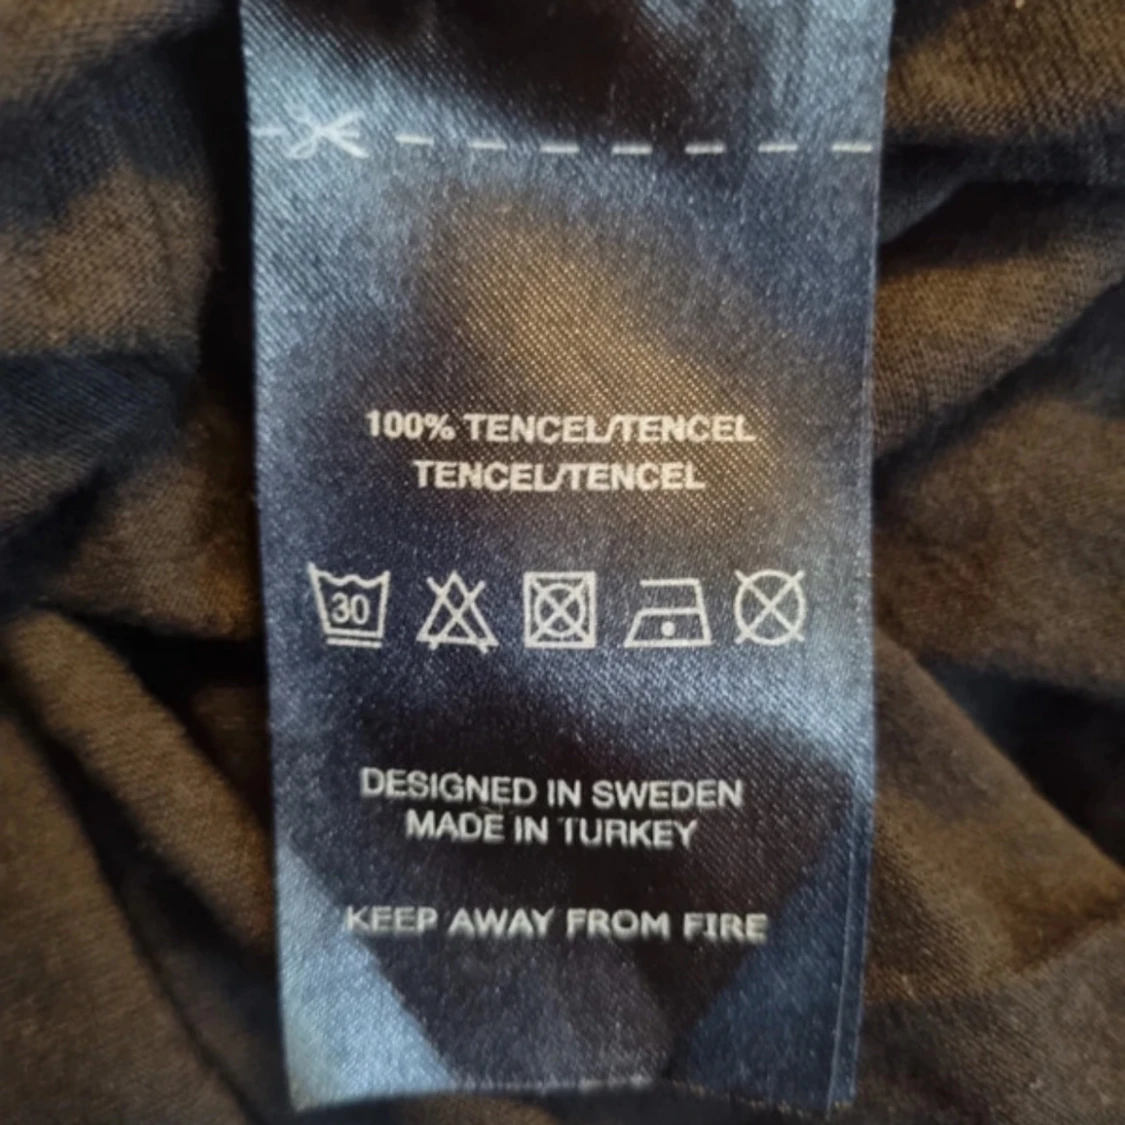 100% TENCEL/TENCEL
TENCEL/TENCEL
30
DESIGNED IN SWEDEN
MADE IN TURKEY
KEEP AWAY FROM FIRE